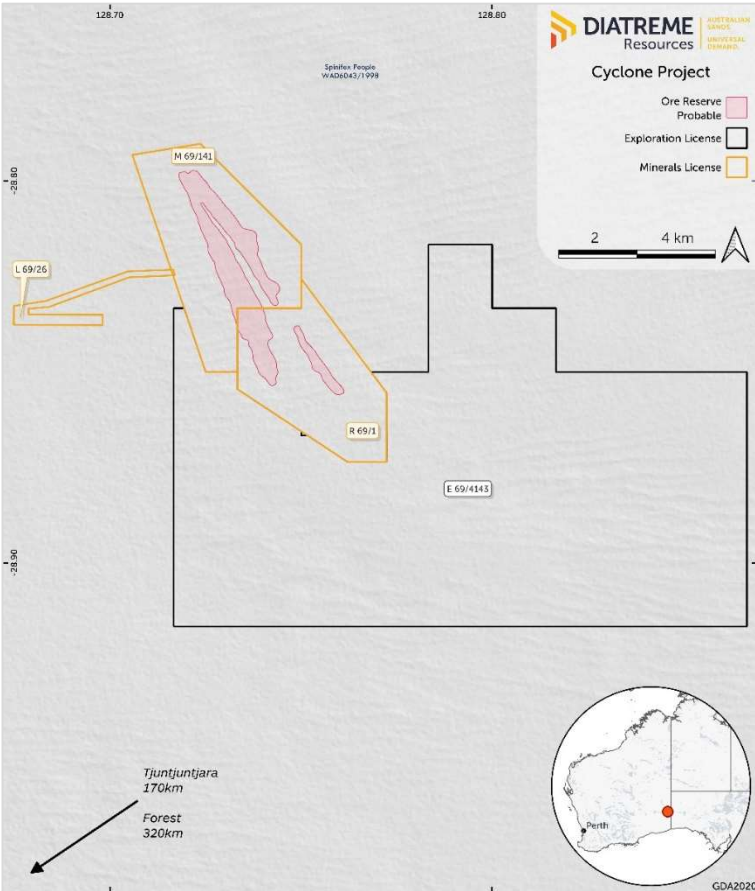 128.70
128.80
DIATREME
Resources
AUSTRALIAN
SANDS.
UNIVERSAL
DEMAND.
Spinifex People
WAD6043/1998
Cyclone Project
Ore Reserve
Probable
Exploration License
Minerals License
2
4 km
M 69/141
-28.80
L 69/26
R 69/1
E 69/4143
-28.90
Tjuntjuntjara
170km
Forest
320km
Perth
GDA2020